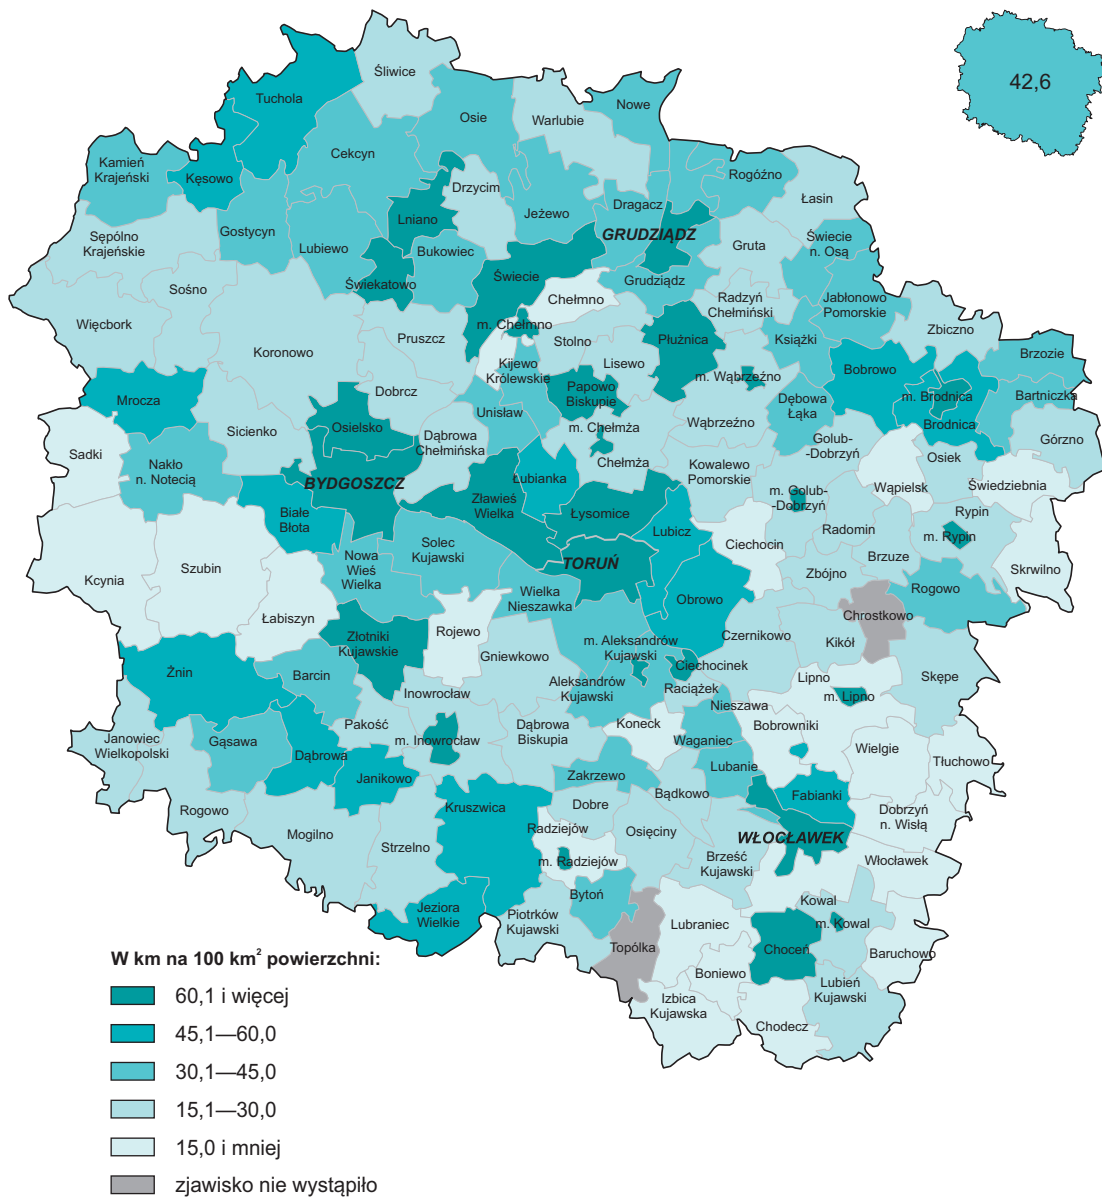 Śliwice
42,6
Tuchola
Nowe
Osie
Warlubie
Cekcyn
Kamień
Krajeński
Kęsowo
Rogóźno
Drzycim
Łasin
Dragacz
Lniano
Jeżewo
Gostycyn
GRUDZIĄDZ
Sępólno
Krajeńskie
Lubiewo
Bukowiec
Gruta
Świecie
n. Osą
Świecie
Świekatowo
Sośno
Grudziądz
Chełmno
Radzyń
Chełmiński
Jabłonowo
Pomorskie
Więcbork
m. Chełmno
Zbiczno
Pruszcz
Stolno
Płużnica
Książki
Koronowo
Brzozie
Kijewo
Królewskie
Lisewo
Bobrowo
m. Wąbrzeźno
Papowo
Biskupie
Dobrcz
Mrocza
m. Brodnica
Bartniczka
Dębowa
Łąka
Unisław
Wąbrzeźno
Brodnica
Osielsko
Sicienko
m. Chełmża
Dąbrowa
Chełmińska
Golub-
-Dobrzyń
Górzno
Sadki
Osiek
Chełmża
Nakło
n. Notecią
Kowalewo
Pomorskie
Łubianka
BYDGOSZCZ
Wąpielsk
Świedziebnia
m. Golub-
-Dobrzyń
Zławieś
Wielka
Białe
Błota
Łysomice
Rypin
Radomin
Lubicz
m. Rypin
Solec
Kujawski
Ciechocin
Nowa
Wieś
Wielka
Brzuze
TORUŃ
Szubin
Zbójno
Skrwilno
Kcynia
Wielka
Nieszawka
Rogowo
Obrowo
Łabiszyn
Chrostkowo
Rojewo
Złotniki
Kujawskie
Czernikowo
m. Aleksandrów
Kujawski
Kikół
Gniewkowo
Ciechocinek
Żnin
Lipno
Barcin
Skępe
Aleksandrów
Kujawski
Raciążek
Inowrocław
m. Lipno
Nieszawa
Pakość
Koneck
Bobrowniki
Dąbrowa
Biskupia
Janowiec
Wielkopolski
m. Inowrocław
Waganiec
Gąsawa
Wielgie
Dąbrowa
Tłuchowo
Lubanie
Janikowo
Zakrzewo
Bądkowo
Fabianki
Kruszwica
Dobre
Rogowo
Dobrzyń
n. Wisłą
Mogilno
Radziejów
Osięciny
WŁOCŁAWEK
Strzelno
m. Radziejów
Brześć
Kujawski
Włocławek
Bytoń
Kowal
Jeziora
Wielkie
Piotrków
Kujawski
Lubraniec
m. Kowal
Topólka
Choceń
Baruchowo
Boniewo
Lubień
Kujawski
Izbica
Kujawska
Chodecz
W km na 100 km² powierzchni:
60,1 i więcej
45,1—60,0
30,1—45,0
15,1—30,0
15,0 i mniej
zjawisko nie wystąpiło